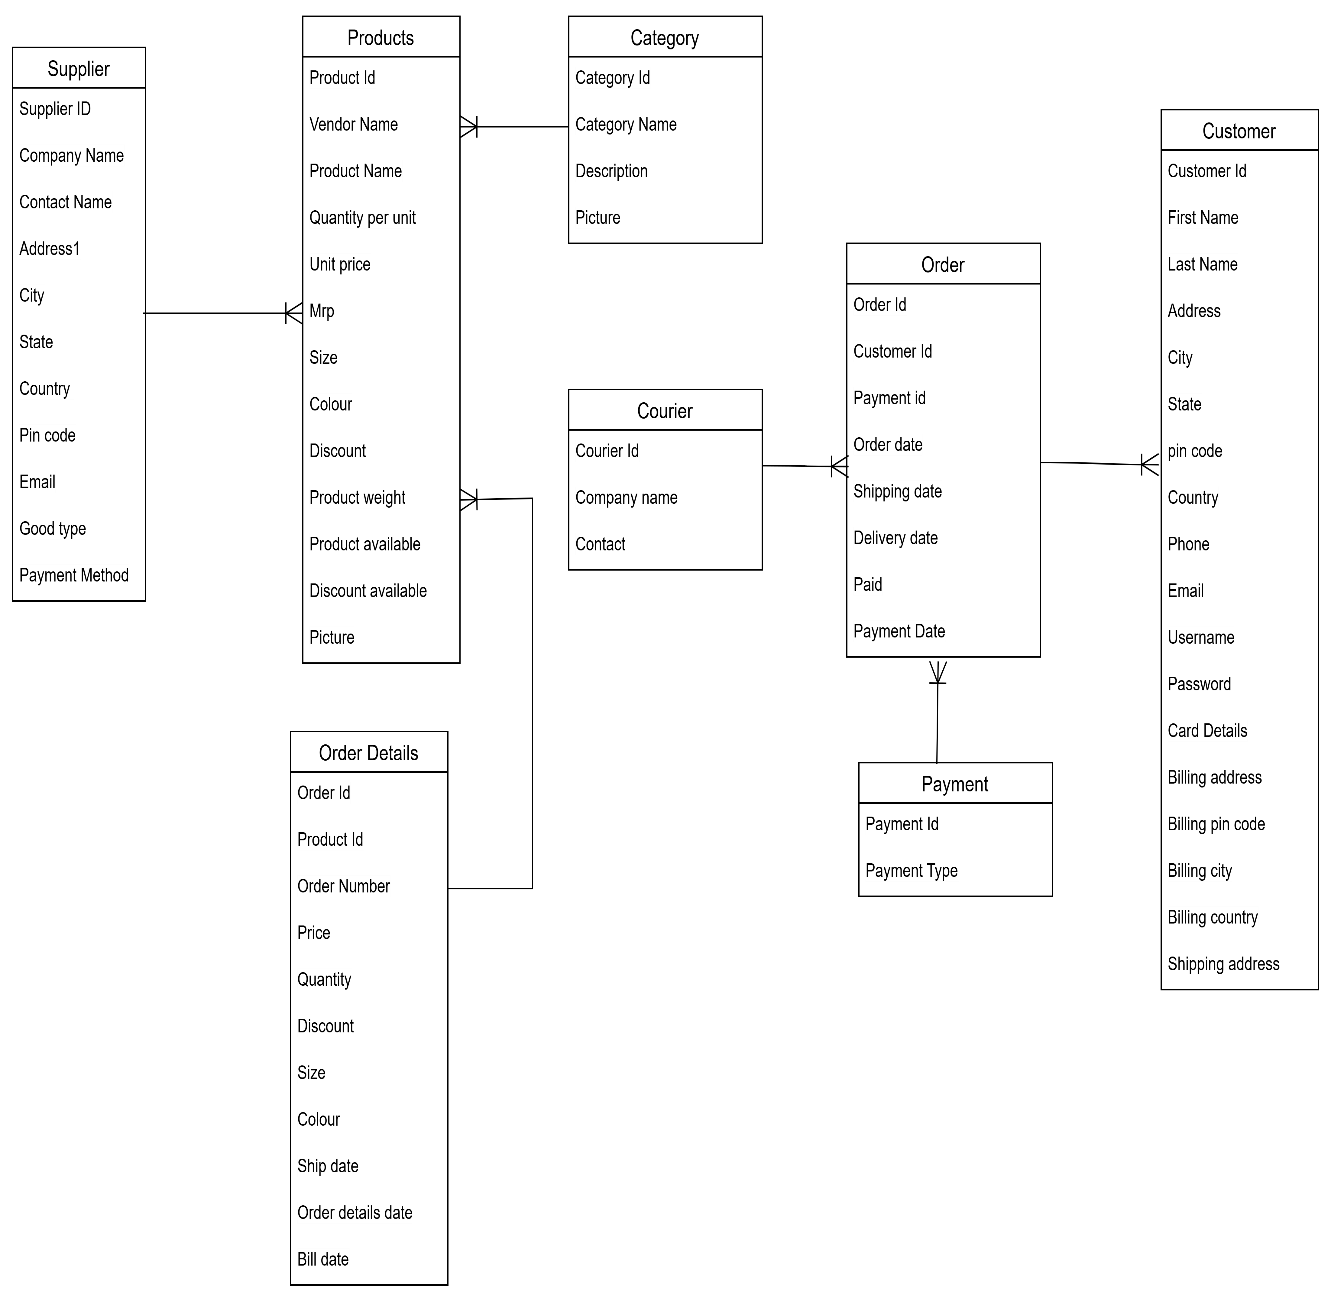 Supplier
Supplier ID
Company Name
Contact Name
Address1
City
State
Country
Pin code
Email
Good type
Payment Method
Products
Product Id
Vendor Name
Product Name
Quantity per unit
Unit price
Mrp
Size
Colour
Discount
Product weight
Product available
Discount available
Picture
Category
Category Id
Category Name
Description
Picture
Courier
Courier Id
Company name
Contact
Order
Order Id
Customer Id
Payment id
Order date
Shipping date
Delivery date
Paid
Payment Date
Customer
Customer Id
First Name
Last Name
Address
City
State
pin code
Country
Phone
Email
Username
Password
Card Details
Billing address
Billing pin code
Billing city
Billing country
Shipping address
Order Details
Order Id
Product Id
Order Number
Price
Quantity
Discount
Size
Colour
Ship date
Order details date
Bill date
Payment
Payment Id
Payment Type